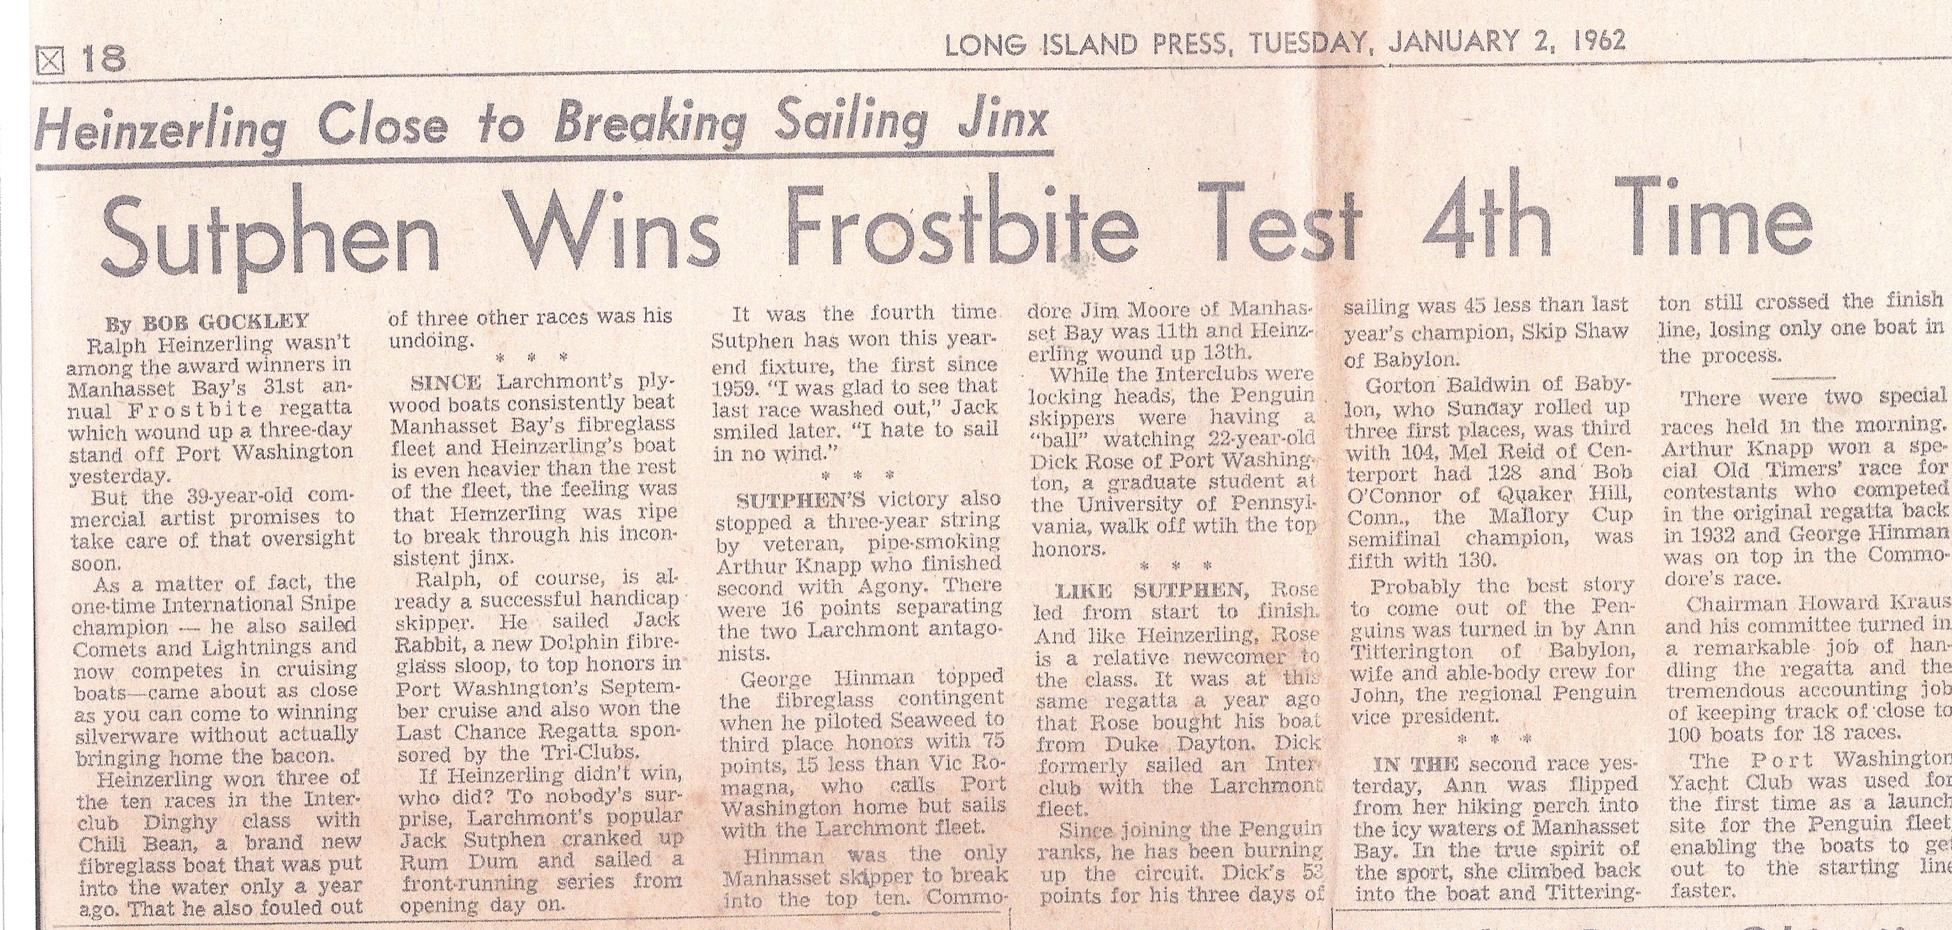 18
LONG ISLAND PRESS, TUESDAY, JANUARY 2, 1962
Heinzerling Close to Breaking Sailing Jinx
Sutphen Wins Frostbite Test 4th Time
By BOB GOCKLEY
Ralph Heinzerling wasn't
among the award winners in
Manhasset Bay's 31st an-
nual Frostbite regatta
which wound up a three-day
stand off Port Washington
yesterday.
But the 39-year-old com-
mercial artist promises to
take care of that oversight
soon.
As a matter of fact, the
one-time International Snipe
champion — he also sailed
Comets and Lightnings and
now competes in cruising
boats—came about as close
as you can come to winning
silverware without actually
bringing home the bacon.
Heinzerling won three of
the ten races in the Inter-
club Dinghy class with
Chili Bean, a brand new
fibreglass boat that was put
into the water only a year
ago. That he also fouled out
of three other races was his
undoing.
* * *
SINCE Larchmont's ply-
wood boats consistently beat
Manhasset Bay's fibreglass
fleet and Heinzerling's boat
is even heavier than the rest
of the fleet, the feeling was
that Hemzerling was ripe
to break through his incon-
sistent jinx.
Ralph, of course, is al-
ready a successful handicap
skipper. He sailed Jack
Rabbit, a new Dolphin fibre-
glass sloop, to top honors in
Port Washington's Septem-
ber cruise and also won the
Last Chance Regatta spon-
sored by the Tri-Clubs.
If Heinzerling didn't win,
who did? To nobody's sur-
prise, Larchmont's popular
Jack Sutphen cranked up
Rum Dum and sailed a
front-running series from
opening day on.
It was the fourth time
Sutphen has won this year-
end fixture, the first since
1959. "I was glad to see that
last race washed out," Jack
smiled later. "I hate to sail
in no wind."
* * *
SUTPHEN'S victory also
stopped a three-year string
by veteran, pipe-smoking
Arthur Knapp who finished
second with Agony. There
were 16 points separating
the two Larchmont antago-
nists.
George Hinman topped
the fibreglass contingent
when he piloted Seaweed to
third place honors with 75
points, 15 less than Vic Ro-
magna, who calls Port
Washington home but sails
with the Larchmont fleet.
Hinman was the only
Manhasset skipper to break
into the top ten. Commo-
dore Jim Moore of Manhas-
set Bay was 11th and Heinz-
erling wound up 13th.
While the Interclubs were
locking heads, the Penguin
skippers were having a
"ball" watching 22-year-old
Dick Rose of Port Washing-
ton, a graduate student at
the University of Pennsyl-
vania, walk off wtih the top
honors.
* * *
LIKE SUTPHEN, Rose
led from start to finish.
And like Heinzerling, Rose
is a relative newcomer to
the class. It was at this
same regatta a year ago
that Rose bought his boat
from Duke Dayton. Dick
formerly sailed an Inter
club with the Larchmont
fleet.
Since joining the Penguin
ranks, he has been burning
up the circuit. Dick's 53
points for his three days of
sailing was 45 less than last
year's champion, Skip Shaw
of Babylon.
Gorton Baldwin of Baby-
lon, who Sunday rolled up
three first places, was third
with 104, Mel Reid of Cen-
terport had 128 and Bob
O'Connor of Quaker Hill,
Conn., the Mallory Cup
semifinal champion, was
fifth with 130.
Probably the best story
to come out of the Pen-
guins was turned in by Ann
Titterington of Babylon,
wife and able-body crew for
John, the regional Penguin
vice president.
* * *
IN THE second race yes-
terday, Ann was flipped
from her hiking perch into
the icy waters of Manhasset
Bay. In the true spirit of
the sport, she climbed back
into the boat and Tittering-
ton still crossed the finish
line, losing only one boat in
the process.
There were two special
races held in the morning.
Arthur Knapp won a spe-
cial Old Timers' race for
contestants who competed
in the original regatta back
in 1932 and George Hinman
was on top in the Commo-
dore's race.
Chairman Howard Kraus
and his committee turned in
a remarkable job of han-
dling the regatta and the
tremendous accounting job
of keeping track of close to
100 boats for 18 races.
The Port Washington
Yacht Club was used for
the first time as a launch
site for the Penguin fleet
enabling the boats to get
out to the starting line
faster.